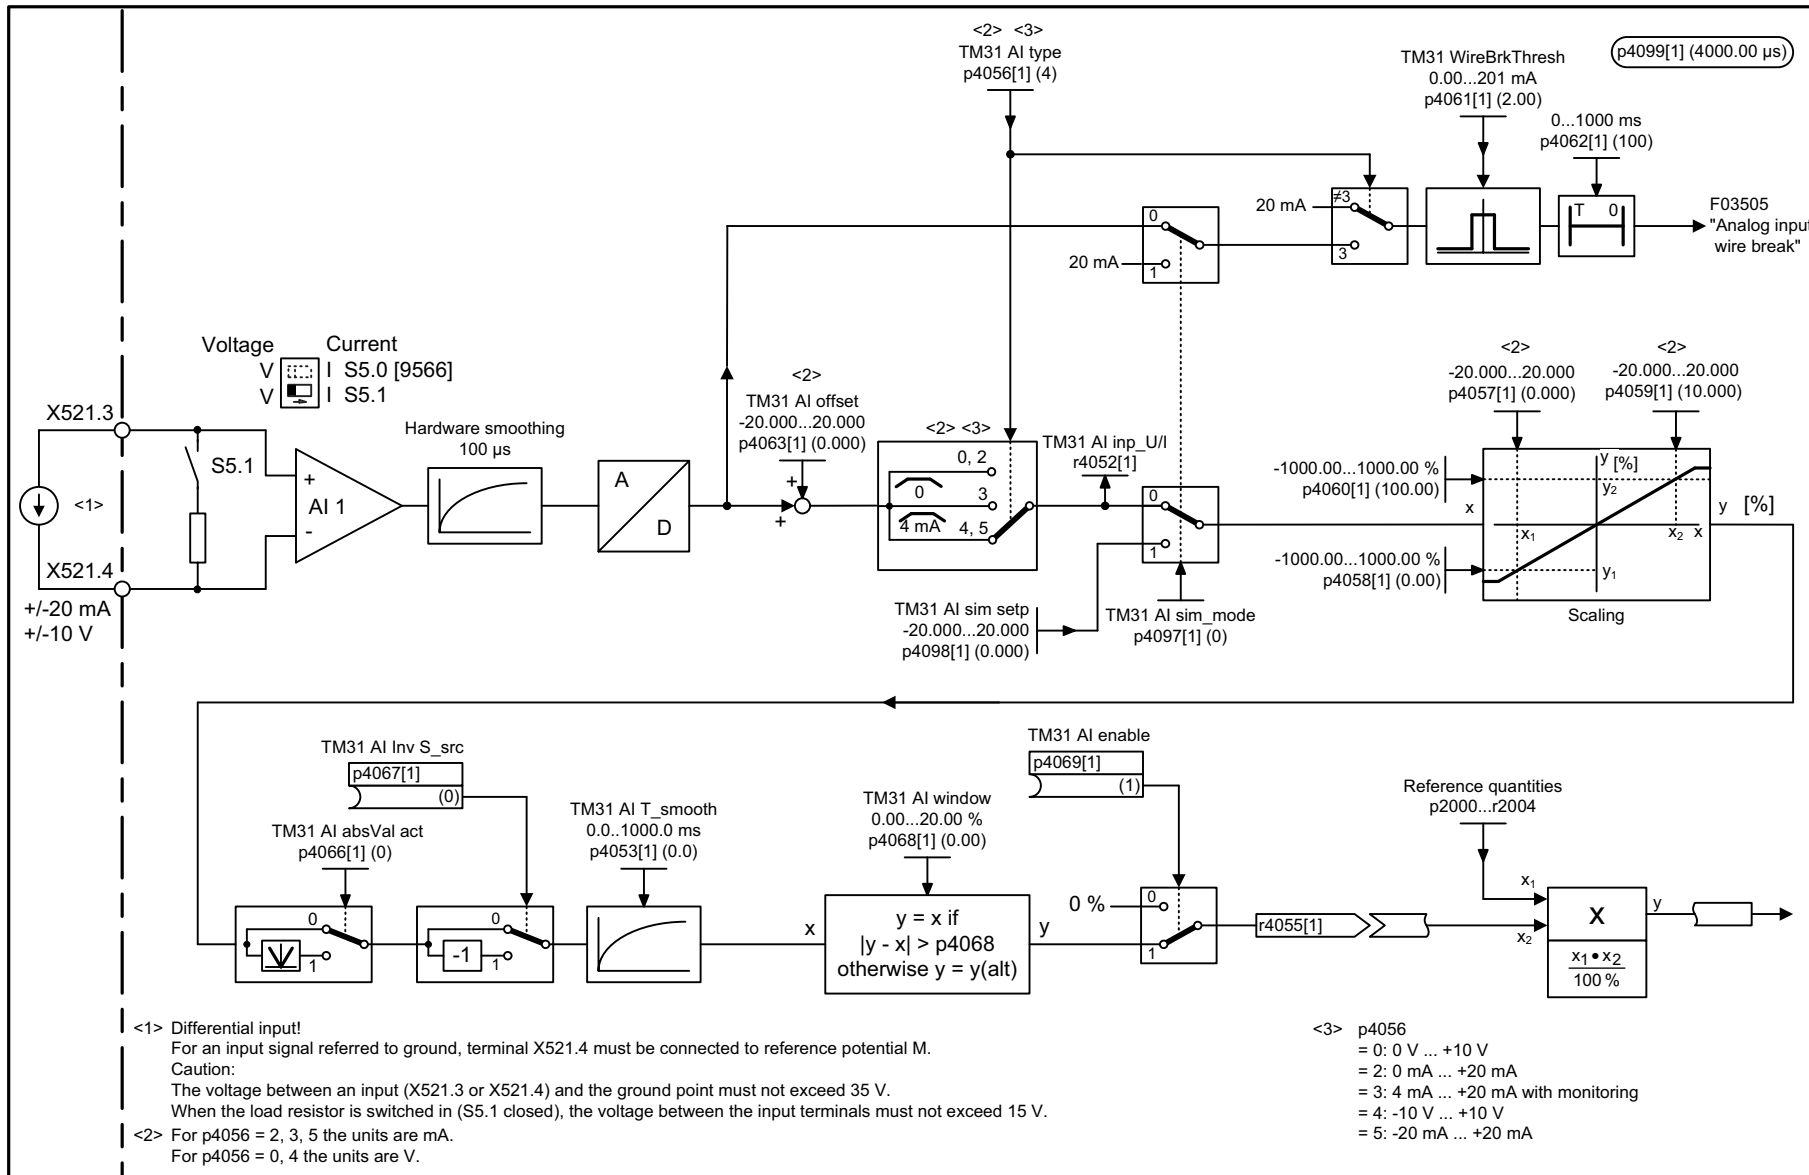 <2> <3>
TM31 AI type
p4056[1] (4)
TM31 WireBrkThresh
0.00...201 mA
p4061[1] (2.00)
p4099[1] (4000.00 µs)
0...1000 ms
p4062[1] (100)
20 mA
≠3
3
0
20 mA
1
T 0
F03505
"Analog input
wire break"
Voltage Current
V I S5.0 [9566]
V I S5.1
X521.3
S5.1
<1>
X521.4
+/-20 mA
+/-10 V
+
AI 1
-
Hardware smoothing
100 µs
A
D
<2>
TM31 AI offset
-20.000...20.000
p4063[1] (0.000)
+
+
<2> <3>
0, 2
0
3
4 mA
4, 5
TM31 AI inp_U/I
r4052[1]
0
1
TM31 AI sim setp
-20.000...20.000
p4098[1] (0.000)
TM31 AI sim_mode
p4097[1] (0)
<2>
-20.000...20.000
p4057[1] (0.000)
<2>
-20.000...20.000
p4059[1] (10.000)
-1000.00...1000.00 %
p4060[1] (100.00)
x
-1000.00...1000.00 %
p4058[1] (0.00)
y [%]
y2
x1
x2 x
y1
y [%]
Scaling
TM31 AI Inv S_src
p4067[1]
(0)
TM31 AI absVal act
p4066[1] (0)
TM31 AI T_smooth
0.0..1000.0 ms
p4053[1] (0.0)
TM31 AI window
0.00...20.00 %
p4068[1] (0.00)
TM31 AI enable
p4069[1]
(1)
Reference quantities
p2000...r2004
0
1
0
-1
1
x
y = x if
|y - x| > p4068
otherwise y = y(alt)
y
0 %
0
1
r4055[1]
x1
x2
X
x1 • x2
100 %
y
<1> Differential input!
For an input signal referred to ground, terminal X521.4 must be connected to reference potential M.
Caution:
The voltage between an input (X521.3 or X521.4) and the ground point must not exceed 35 V.
When the load resistor is switched in (S5.1 closed), the voltage between the input terminals must not exceed 15 V.
<2> For p4056 = 2, 3, 5 the units are mA.
For p4056 = 0, 4 the units are V.
<3> p4056
= 0: 0 V ... +10 V
= 2: 0 mA ... +20 mA
= 3: 4 mA ... +20 mA with monitoring
= 4: -10 V ... +10 V
= 5: -20 mA ... +20 mA